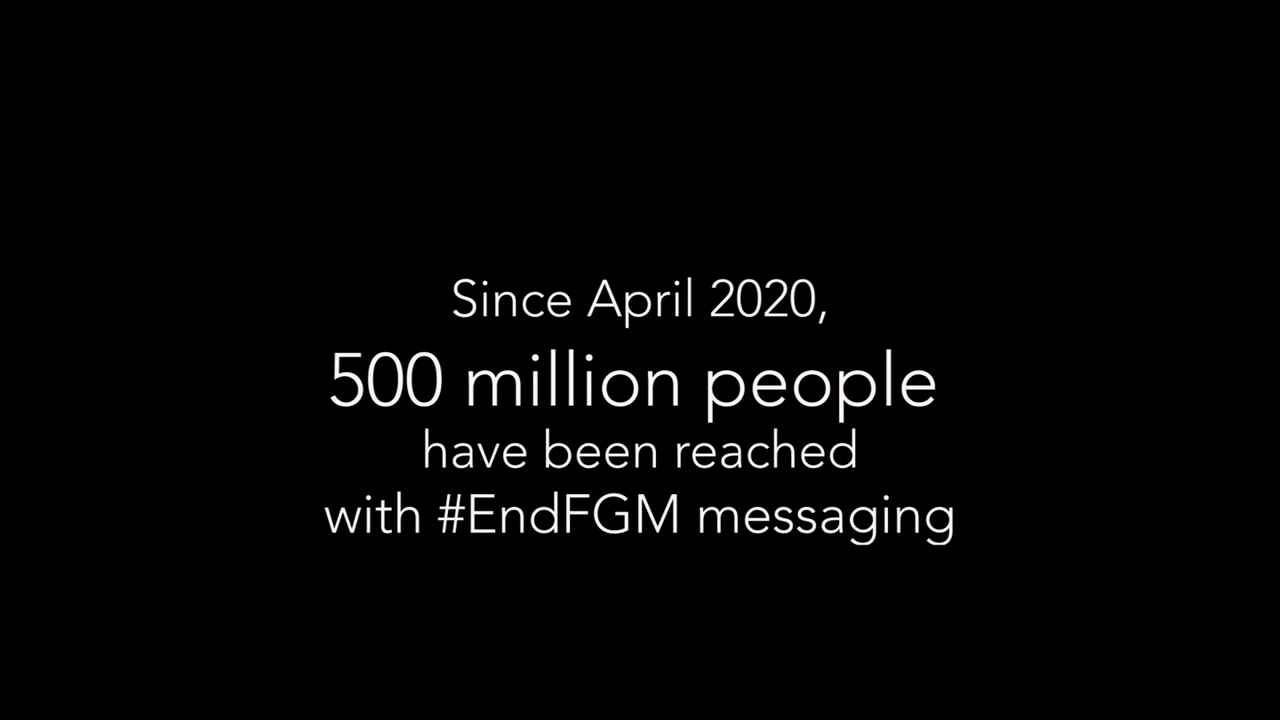 Since April 2020,
500 million people
have been reached
with #EndFGM messaging